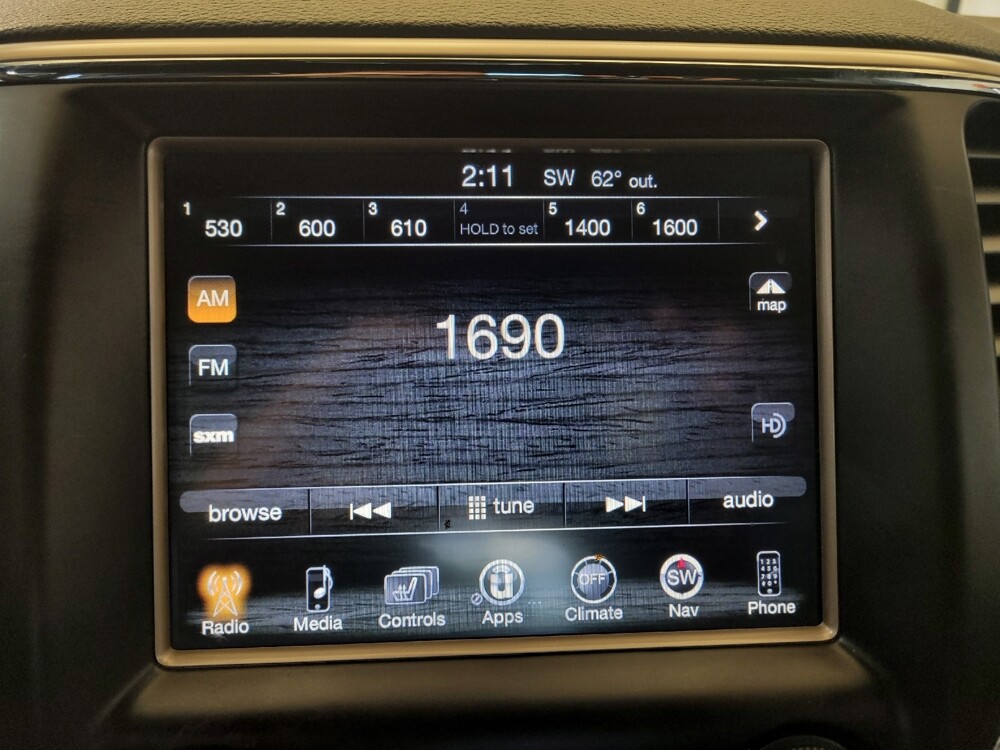 2:11 SW 62° out.
1 530 2 600 3 610 4 HOLD to set 5 1400 6 1600
AM
map
1690
FM
sxm
HD
browse tune audio
OFF SW
Radio Media Controls Apps Climate Nav Phone